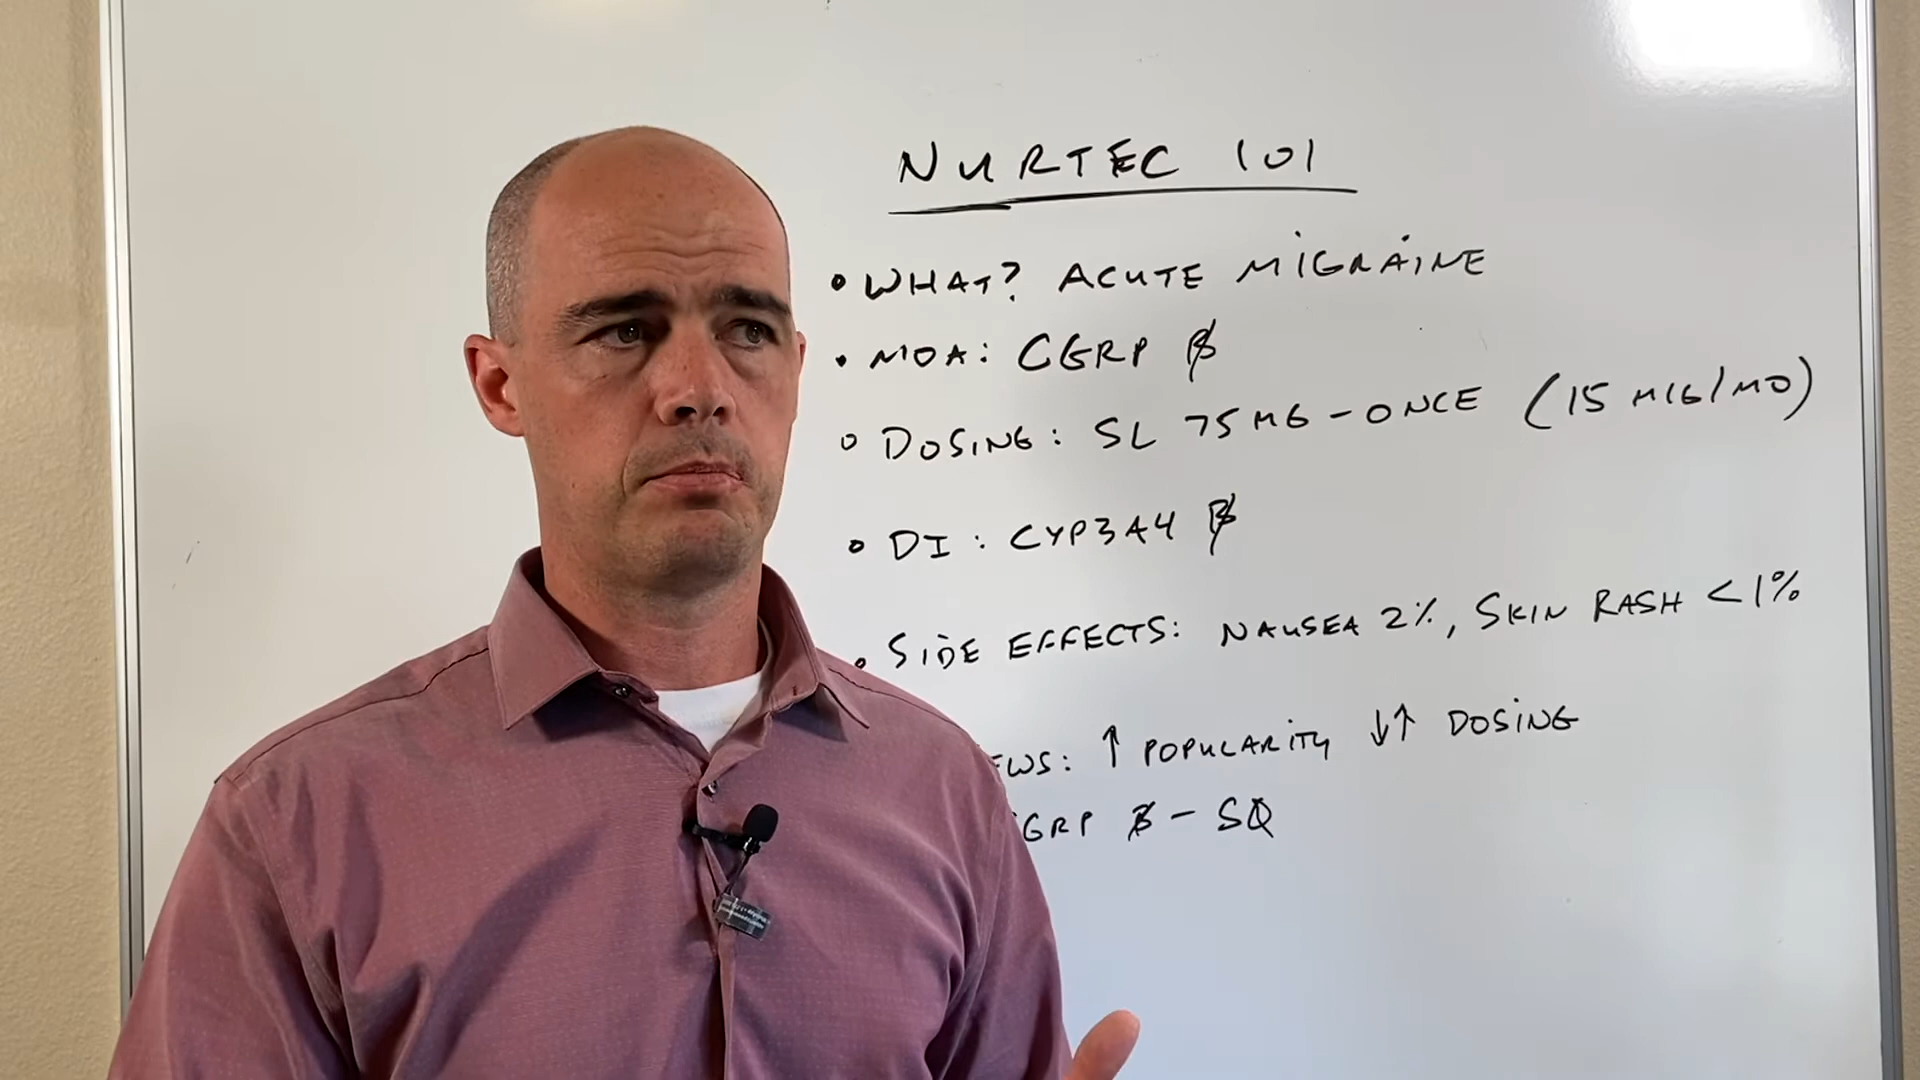 NURTEC 101
• WHAT? ACUTE MIGRAINE
• MOA: CGRP B
• DOSING: SL 75MG - ONCE (15 MIG/MO)
• DI: CYP3A4 B
• SIDE EFFECTS: NAUSEA 2%, SKIN RASH <1%
EWS: ↑ POPULARITY ↓↑ DOSING
GRP B - SQ